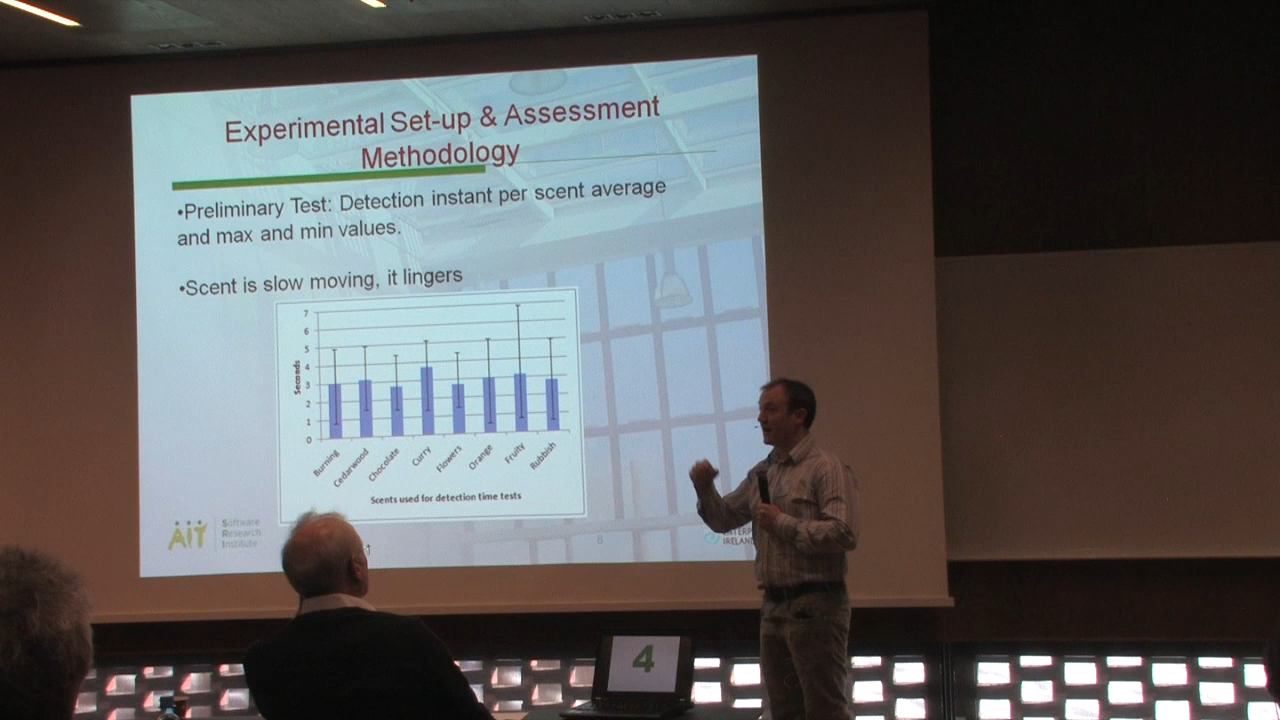 Experimental Set-up & Assessment
Methodology
•Preliminary Test: Detection instant per scent average
and max and min values.
•Scent is slow moving, it lingers
7
6
5
4
3
2
1
0
Seconds
Burning
Cedarwood
Chocolate
Curry
Flowers
Orange
Fruity
Rubbish
Scents used for detection time tests
AIT
Software
Research
Institute
6
IRELAND
4